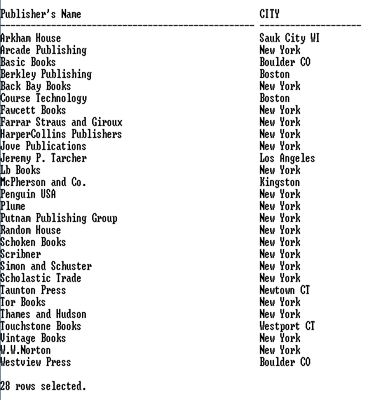 Publisher's Name CITY
-------------------------------------------------- --------------------
Arkham House Sauk City WI
Arcade Publishing New York
Basic Books Boulder CO
Berkley Publishing Boston
Back Bay Books New York
Course Technology Boston
Fawcett Books New York
Farrar Straus and Giroux New York
HarperCollins Publishers New York
Jove Publications New York
Jeremy P. Tarcher Los Angeles
Lb Books New York
McPherson and Co. Kingston
Penguin USA New York
Plume New York
Putnam Publishing Group New York
Random House New York
Schoken Books New York
Scribner New York
Simon and Schuster New York
Scholastic Trade New York
Taunton Press Newtown CT
Tor Books New York
Thames and Hudson New York
Touchstone Books Westport CT
Vintage Books New York
W.W.Norton New York
Westview Press Boulder CO
28 rows selected.